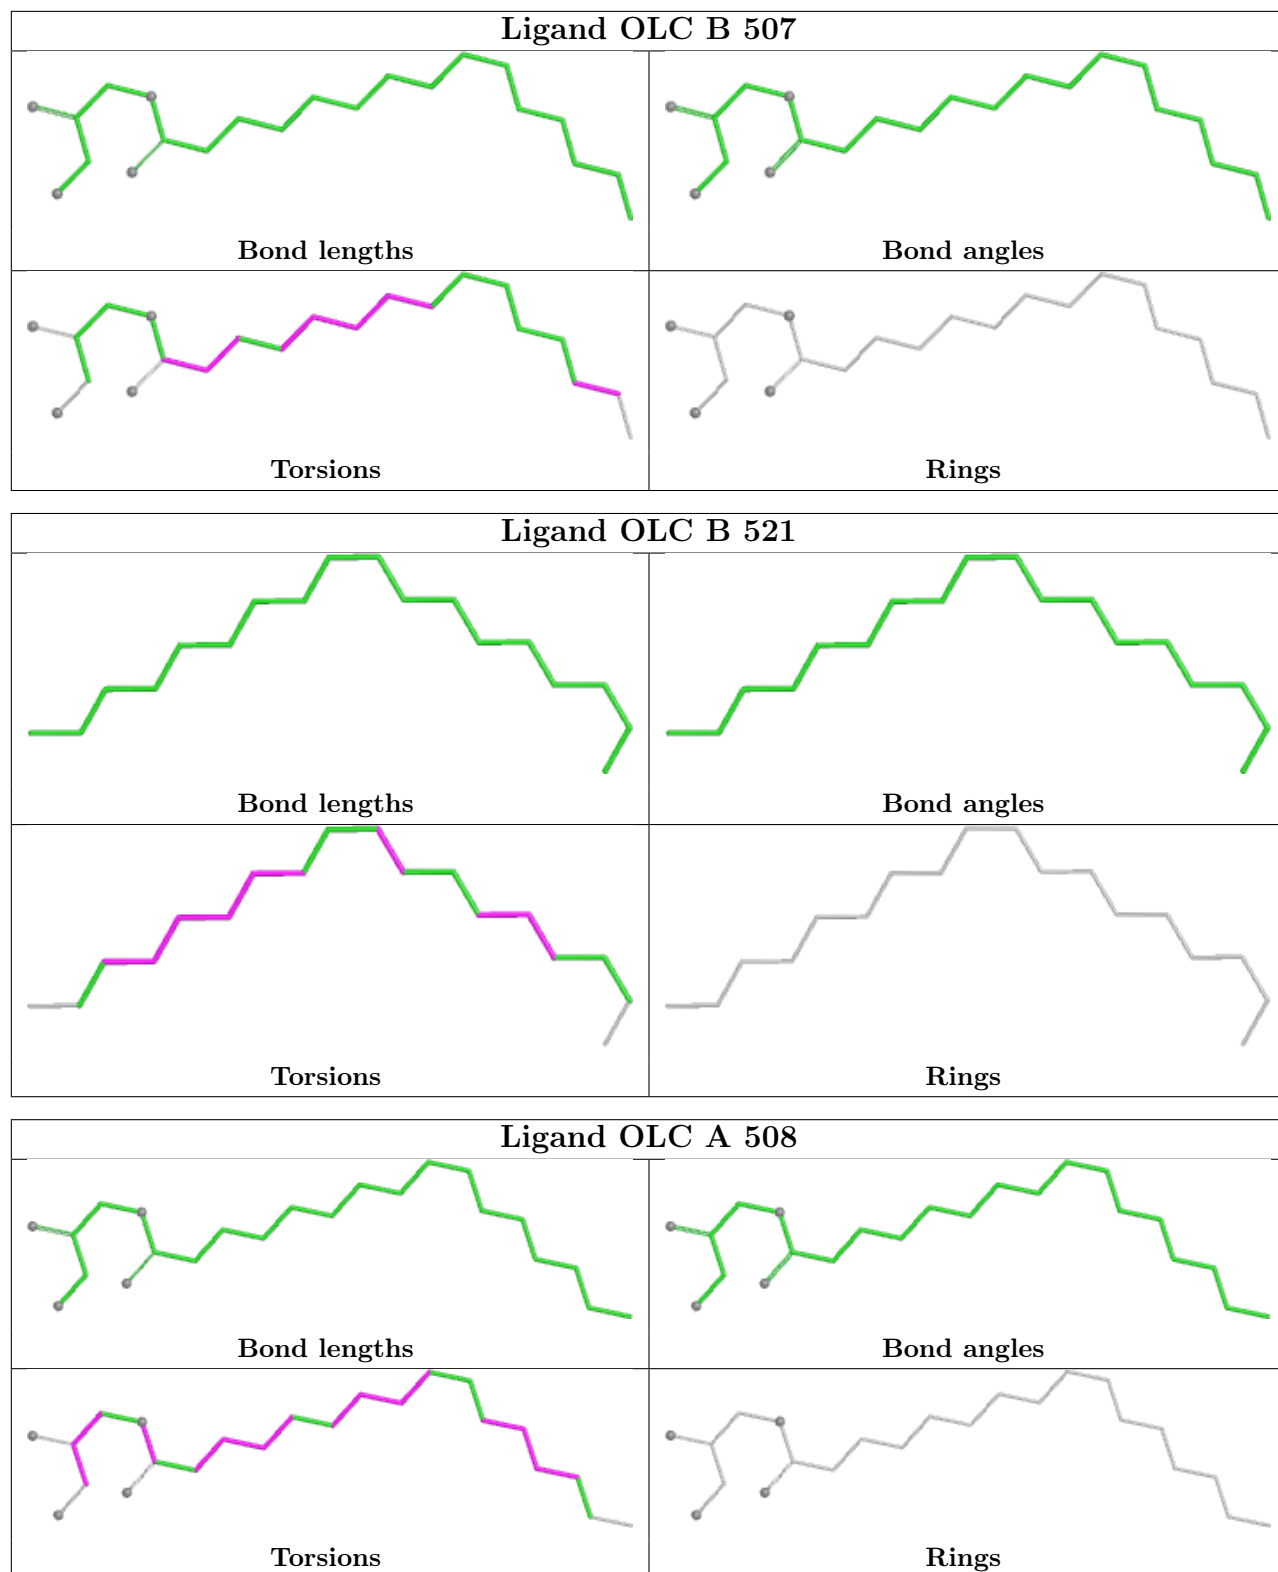 Ligand OLC B 507
Bond lengths
Bond angles
Torsions
Rings
Ligand OLC B 521
Bond lengths
Bond angles
Torsions
Rings
Ligand OLC A 508
Bond lengths
Bond angles
Torsions
Rings